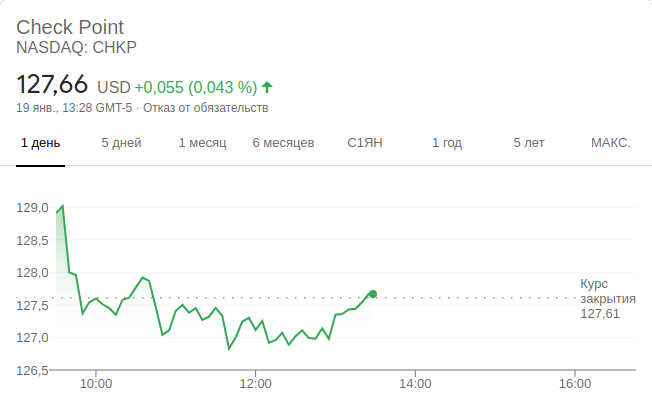 Check Point
NASDAQ: CHKP
127,66 USD +0,055 (0,043 %)
19 янв., 13:28 GMT-5 · Отказ от обязательств
1 день 5 дней 1 месяц 6 месяцев С1ЯН 1 год 5 лет МАКС.
129,0
128,5
128,0
127,5
127,0
126,5
Курс
закрытия
127,61
10:00 12:00 14:00 16:00